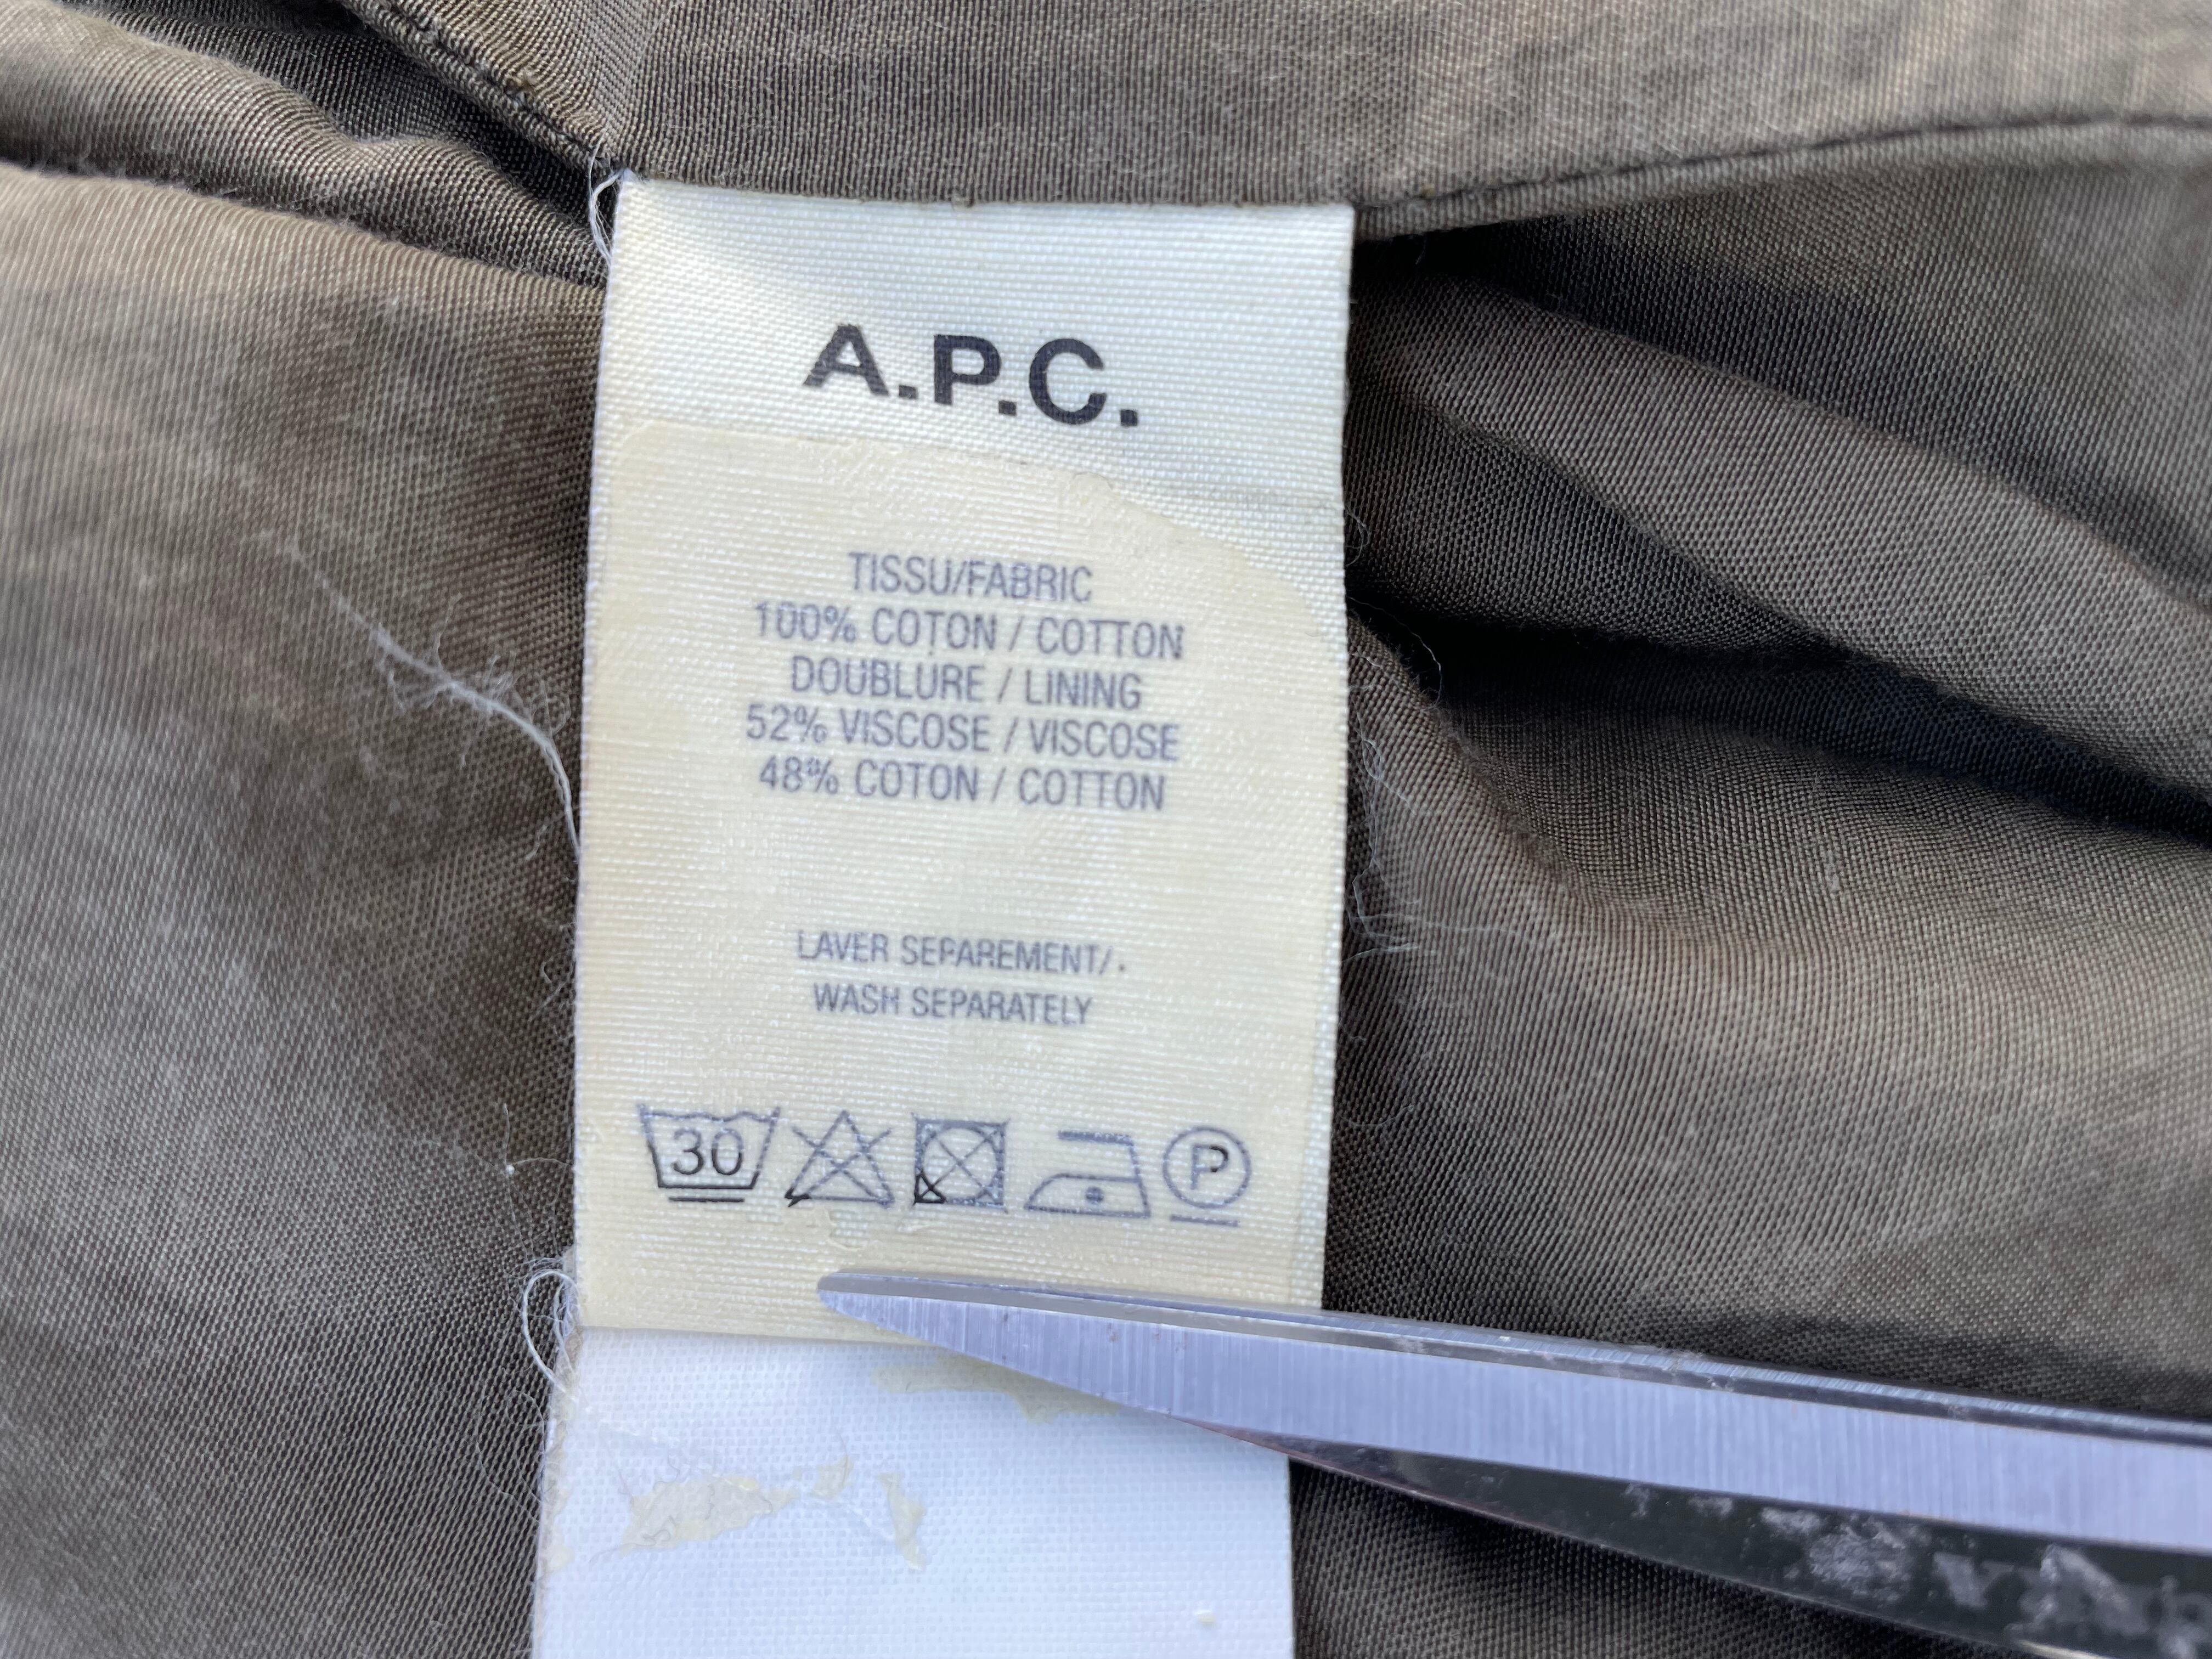 A.P.C.
TISSU/FABRIC
100% COTON / COTTON
DOUBLURE / LINING
52% VISCOSE / VISCOSE
48% COTON / COTTON
LAVER SEPAREMENT/.
WASH SEPARATELY
30
P